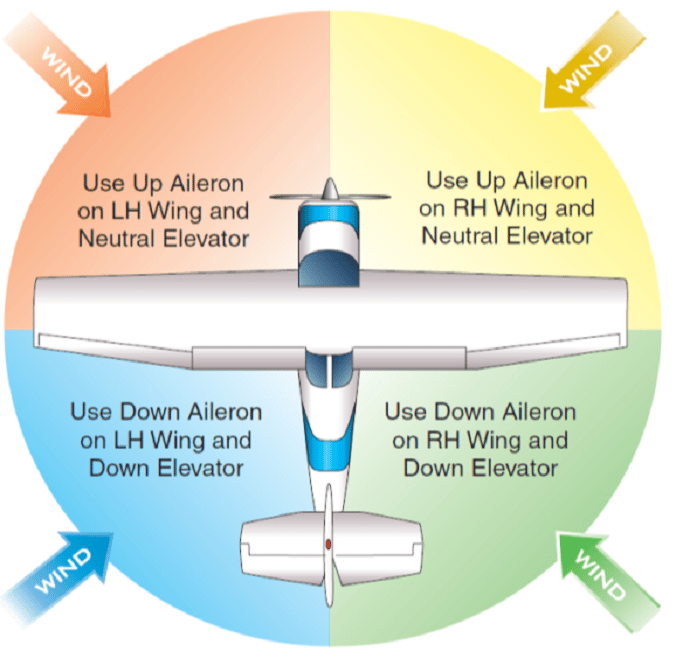 WIND
WIND
Use Up Aileron
on LH Wing and
Neutral Elevator
Use Up Aileron
on RH Wing and
Neutral Elevator
Use Down Aileron
on LH Wing and
Down Elevator
Use Down Aileron
on RH Wing and
Down Elevator
WIND
WIND